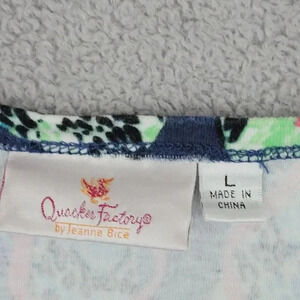 Quacker Factory®
by Jeanne Bice
L
MADE IN
CHINA